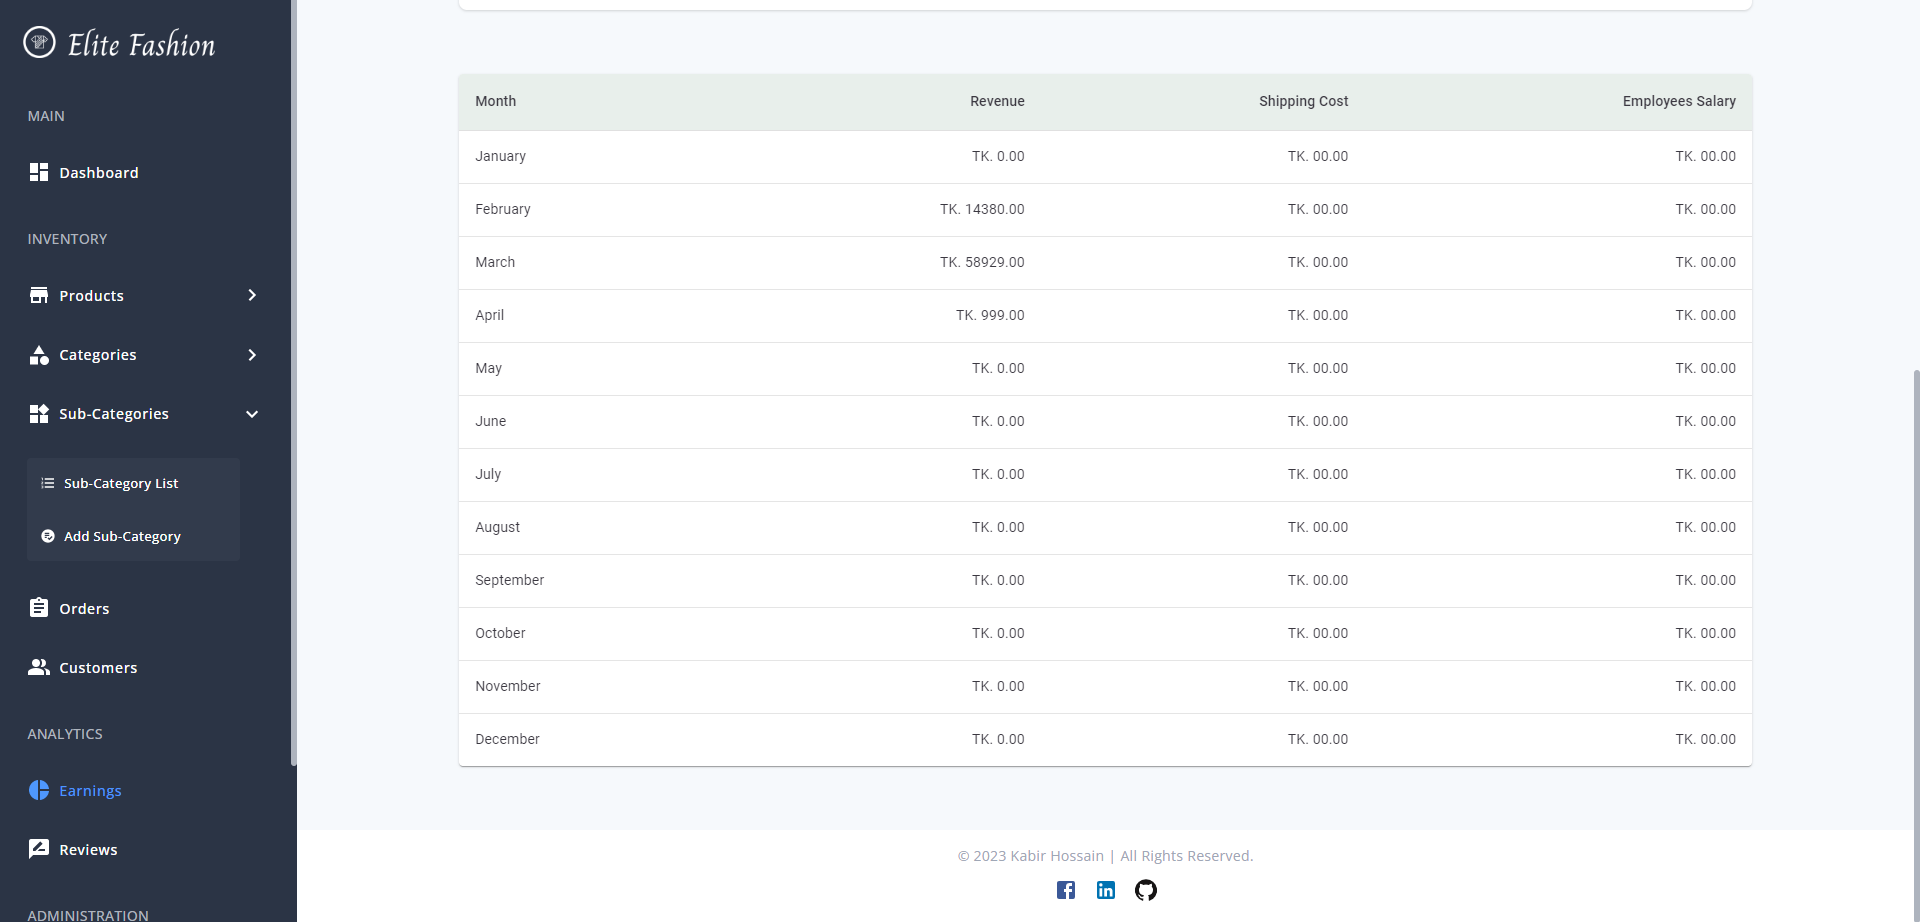 Elite Fashion
MAIN
Dashboard
INVENTORY
Products
Categories
Sub-Categories
Sub-Category List
Add Sub-Category
Orders
Customers
ANALYTICS
Earnings
Reviews
ADMINISTRATION
Month Revenue Shipping Cost Employees Salary
January TK. 0.00 TK. 00.00 TK. 00.00
February TK. 14380.00 TK. 00.00 TK. 00.00
March TK. 58929.00 TK. 00.00 TK. 00.00
April TK. 999.00 TK. 00.00 TK. 00.00
May TK. 0.00 TK. 00.00 TK. 00.00
June TK. 0.00 TK. 00.00 TK. 00.00
July TK. 0.00 TK. 00.00 TK. 00.00
August TK. 0.00 TK. 00.00 TK. 00.00
September TK. 0.00 TK. 00.00 TK. 00.00
October TK. 0.00 TK. 00.00 TK. 00.00
November TK. 0.00 TK. 00.00 TK. 00.00
December TK. 0.00 TK. 00.00 TK. 00.00
© 2023 Kabir Hossain | All Rights Reserved.